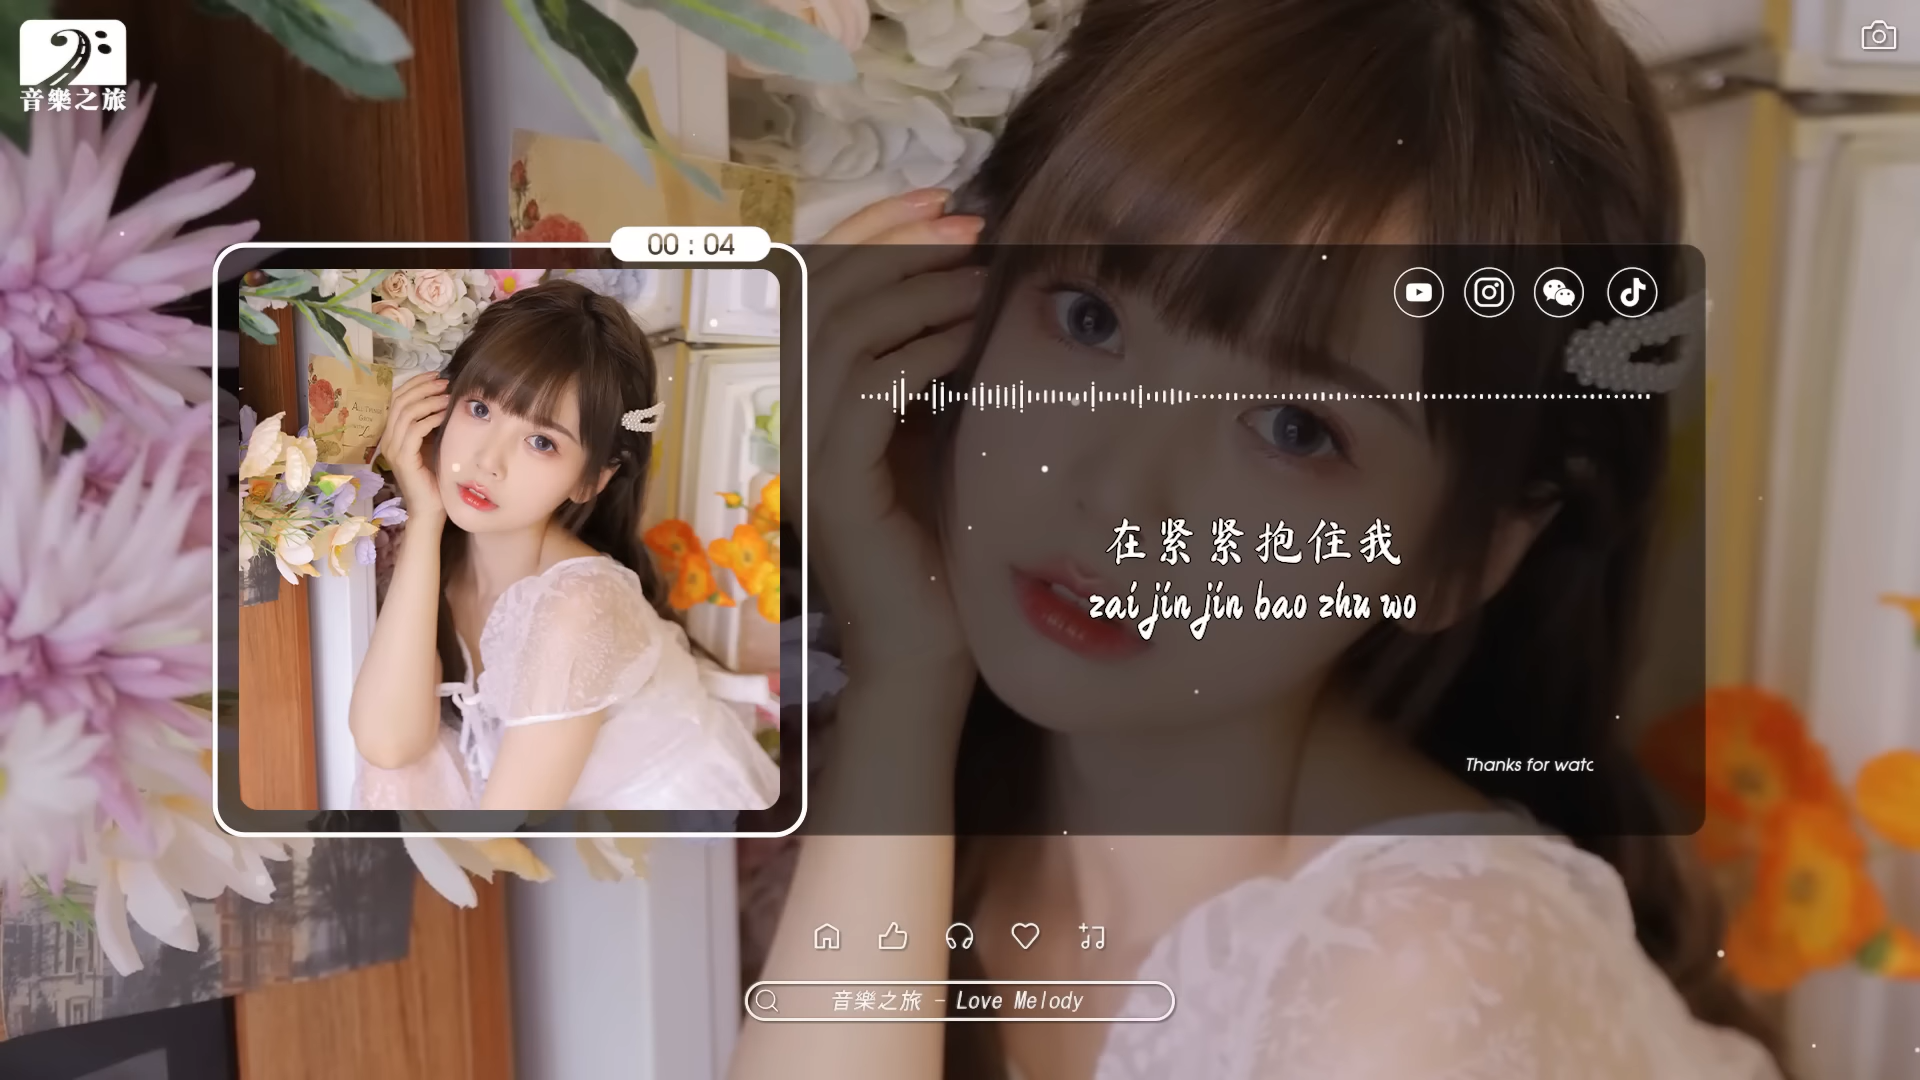 音樂之旅
00 : 04
在紧紧抱住我
zai jin jin bao zhu wo
Thanks for watc
音樂之旅 - Love Melody